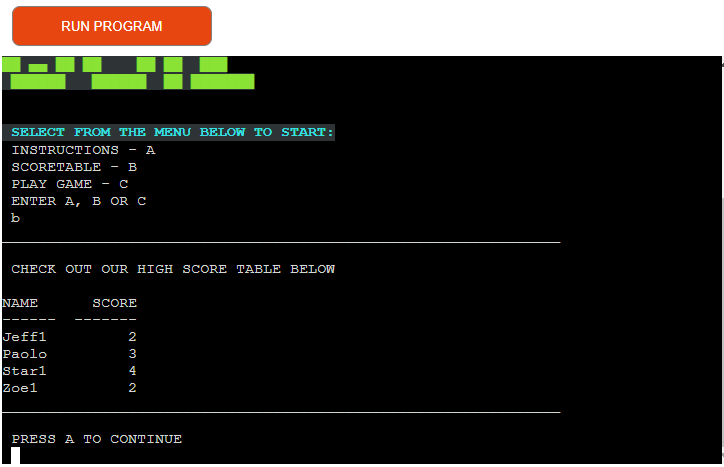 RUN PROGRAM
SELECT FROM THE MENU BELOW TO START:
INSTRUCTIONS - A
SCORETABLE - B
PLAY GAME - C
ENTER A, B OR C
b
CHECK OUT OUR HIGH SCORE TABLE BELOW
NAME SCORE
------ -------
Jeff1 2
Paolo 3
Star1 4
Zoe1 2
PRESS A TO CONTINUE